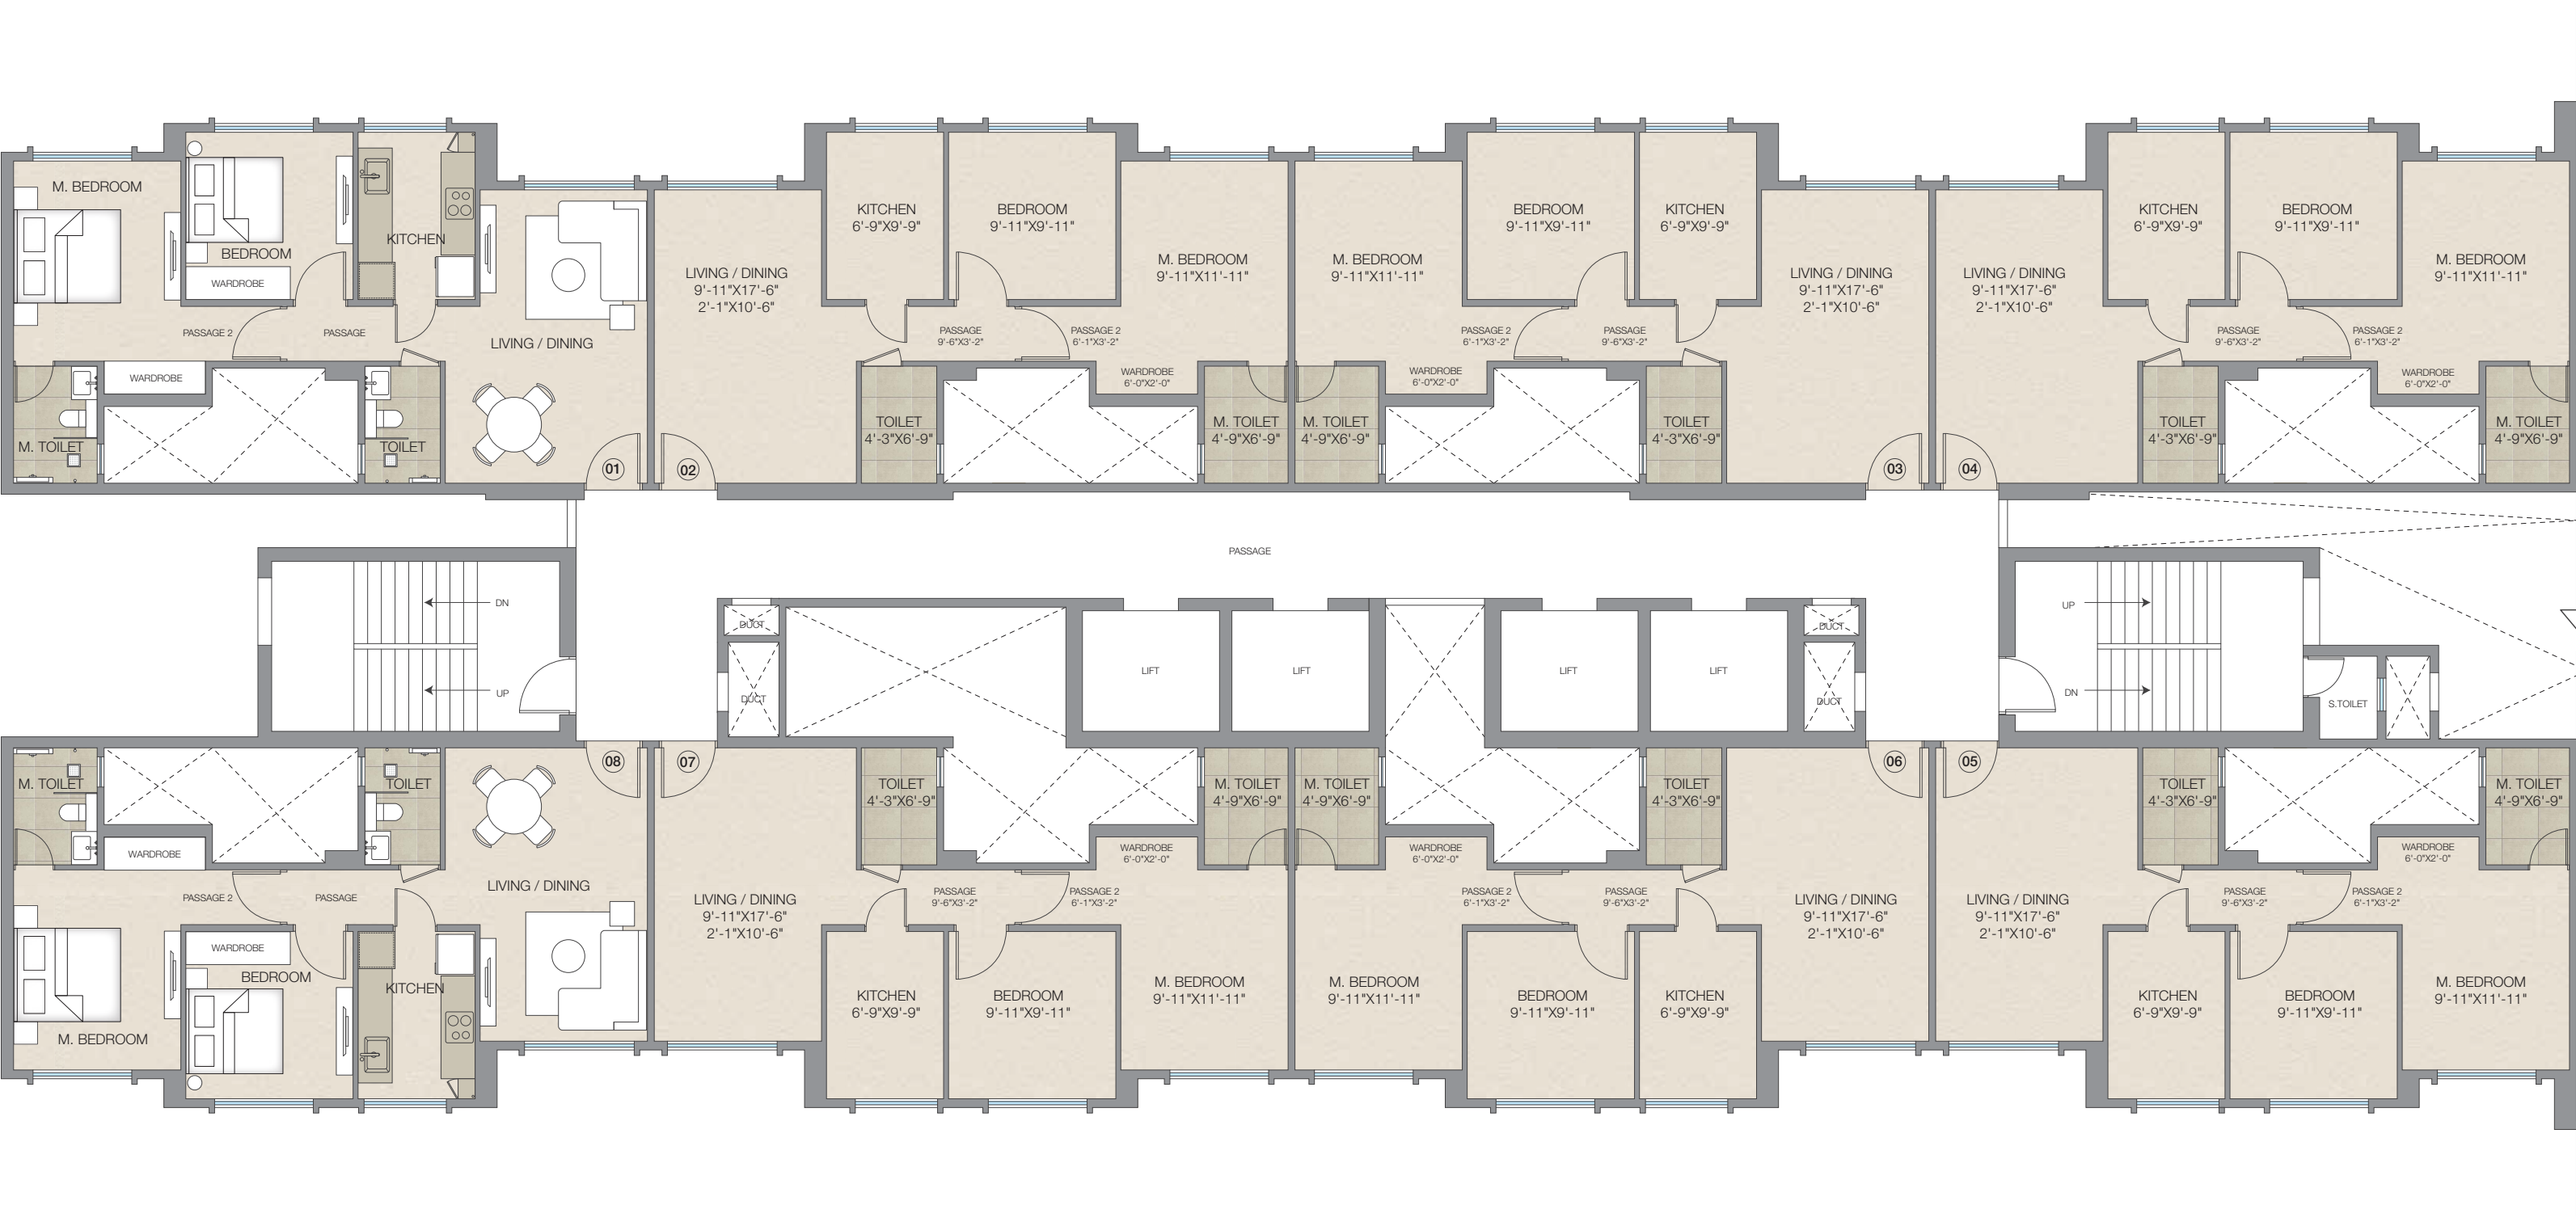 M. BEDROOM
BEDROOM
WARDROBE
KITCHEN
PASSAGE 2
PASSAGE
LIVING / DINING
WARDROBE
M. TOILET
TOILET
01
LIVING / DINING
9'-11"X17'-6"
2'-1"X10'-6"
KITCHEN
6'-9"X9'-9"
BEDROOM
9'-11"X9'-11"
M. BEDROOM
9'-11"X11'-11"
PASSAGE
9'-6"X3'-2"
PASSAGE 2
6'-1"X3'-2"
WARDROBE
6'-0"X2'-0"
TOILET
4'-3"X6'-9"
M. TOILET
4'-9"X6'-9"
02
M. BEDROOM
9'-11"X11'-11"
BEDROOM
9'-11"X9'-11"
KITCHEN
6'-9"X9'-9"
LIVING / DINING
9'-11"X17'-6"
2'-1"X10'-6"
PASSAGE 2
6'-1"X3'-2"
PASSAGE
9'-6"X3'-2"
WARDROBE
6'-0"X2'-0"
M. TOILET
4'-9"X6'-9"
TOILET
4'-3"X6'-9"
03
LIVING / DINING
9'-11"X17'-6"
2'-1"X10'-6"
KITCHEN
6'-9"X9'-9"
BEDROOM
9'-11"X9'-11"
M. BEDROOM
9'-11"X11'-11"
PASSAGE
9'-6"X3'-2"
PASSAGE 2
6'-1"X3'-2"
WARDROBE
6'-0"X2'-0"
TOILET
4'-3"X6'-9"
M. TOILET
4'-9"X6'-9"
04
PASSAGE
DN
UP
DUCT
DUCT
LIFT
LIFT
LIFT
LIFT
DUCT
DUCT
UP
DN
S.TOILET
M. TOILET
TOILET
08
WARDROBE
LIVING / DINING
PASSAGE 2
PASSAGE
WARDROBE
BEDROOM
KITCHEN
M. BEDROOM
07
TOILET
4'-3"X6'-9"
M. TOILET
4'-9"X6'-9"
WARDROBE
6'-0"X2'-0"
LIVING / DINING
9'-11"X17'-6"
2'-1"X10'-6"
PASSAGE
9'-6"X3'-2"
PASSAGE 2
6'-1"X3'-2"
KITCHEN
6'-9"X9'-9"
BEDROOM
9'-11"X9'-11"
M. BEDROOM
9'-11"X11'-11"
M. TOILET
4'-9"X6'-9"
TOILET
4'-3"X6'-9"
06
WARDROBE
6'-0"X2'-0"
PASSAGE 2
6'-1"X3'-2"
PASSAGE
9'-6"X3'-2"
LIVING / DINING
9'-11"X17'-6"
2'-1"X10'-6"
M. BEDROOM
9'-11"X11'-11"
BEDROOM
9'-11"X9'-11"
KITCHEN
6'-9"X9'-9"
05
TOILET
4'-3"X6'-9"
M. TOILET
4'-9"X6'-9"
WARDROBE
6'-0"X2'-0"
LIVING / DINING
9'-11"X17'-6"
2'-1"X10'-6"
PASSAGE
9'-6"X3'-2"
PASSAGE 2
6'-1"X3'-2"
KITCHEN
6'-9"X9'-9"
BEDROOM
9'-11"X9'-11"
M. BEDROOM
9'-11"X11'-11"